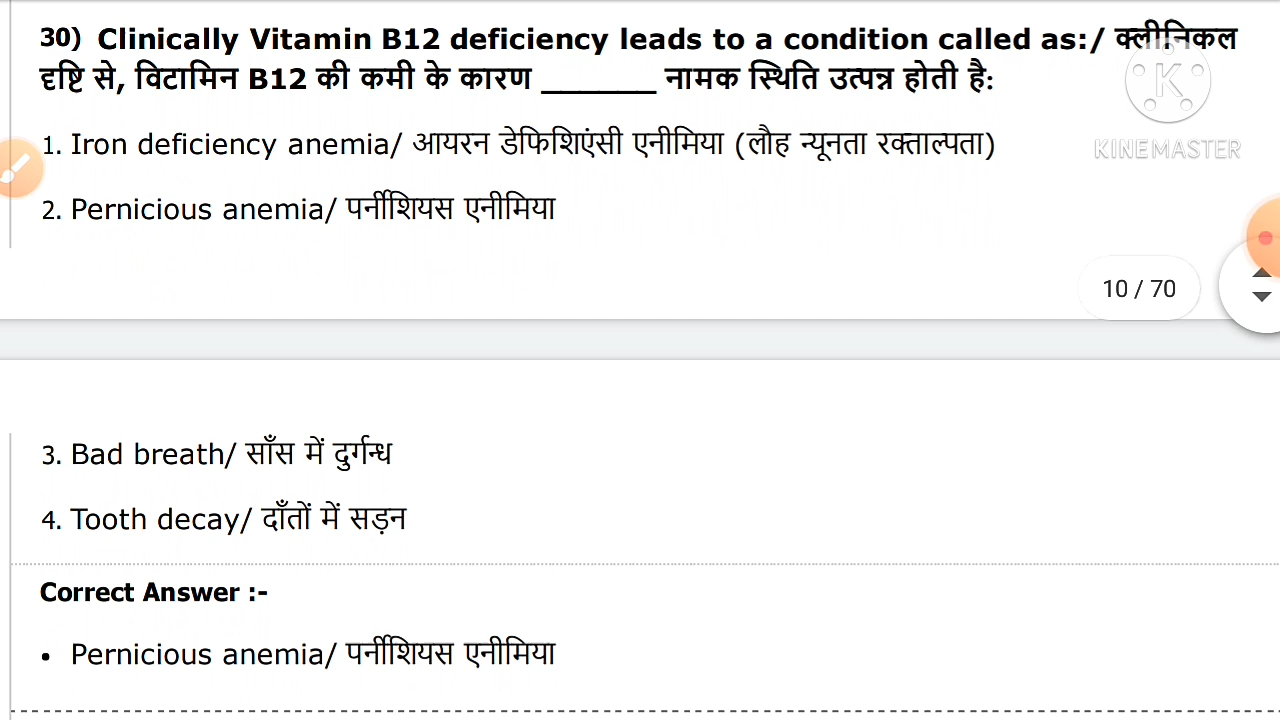 30) Clinically Vitamin B12 deficiency leads to a condition called as:/ क्लीनिकल
दृष्टि से, विटामिन B12 की कमी के कारण ______ नामक स्थिति उत्पन्न होती है:
1. Iron deficiency anemia/ आयरन डेफिशिएंसी एनीमिया (लौह न्यूनता रक्ताल्पता)
K
KINEMASTER
2. Pernicious anemia/ पर्नीशियस एनीमिया
10 / 70
3. Bad breath/ साँस में दुर्गन्ध
4. Tooth decay/ दाँतों में सड़न
Correct Answer :-
• Pernicious anemia/ पर्नीशियस एनीमिया